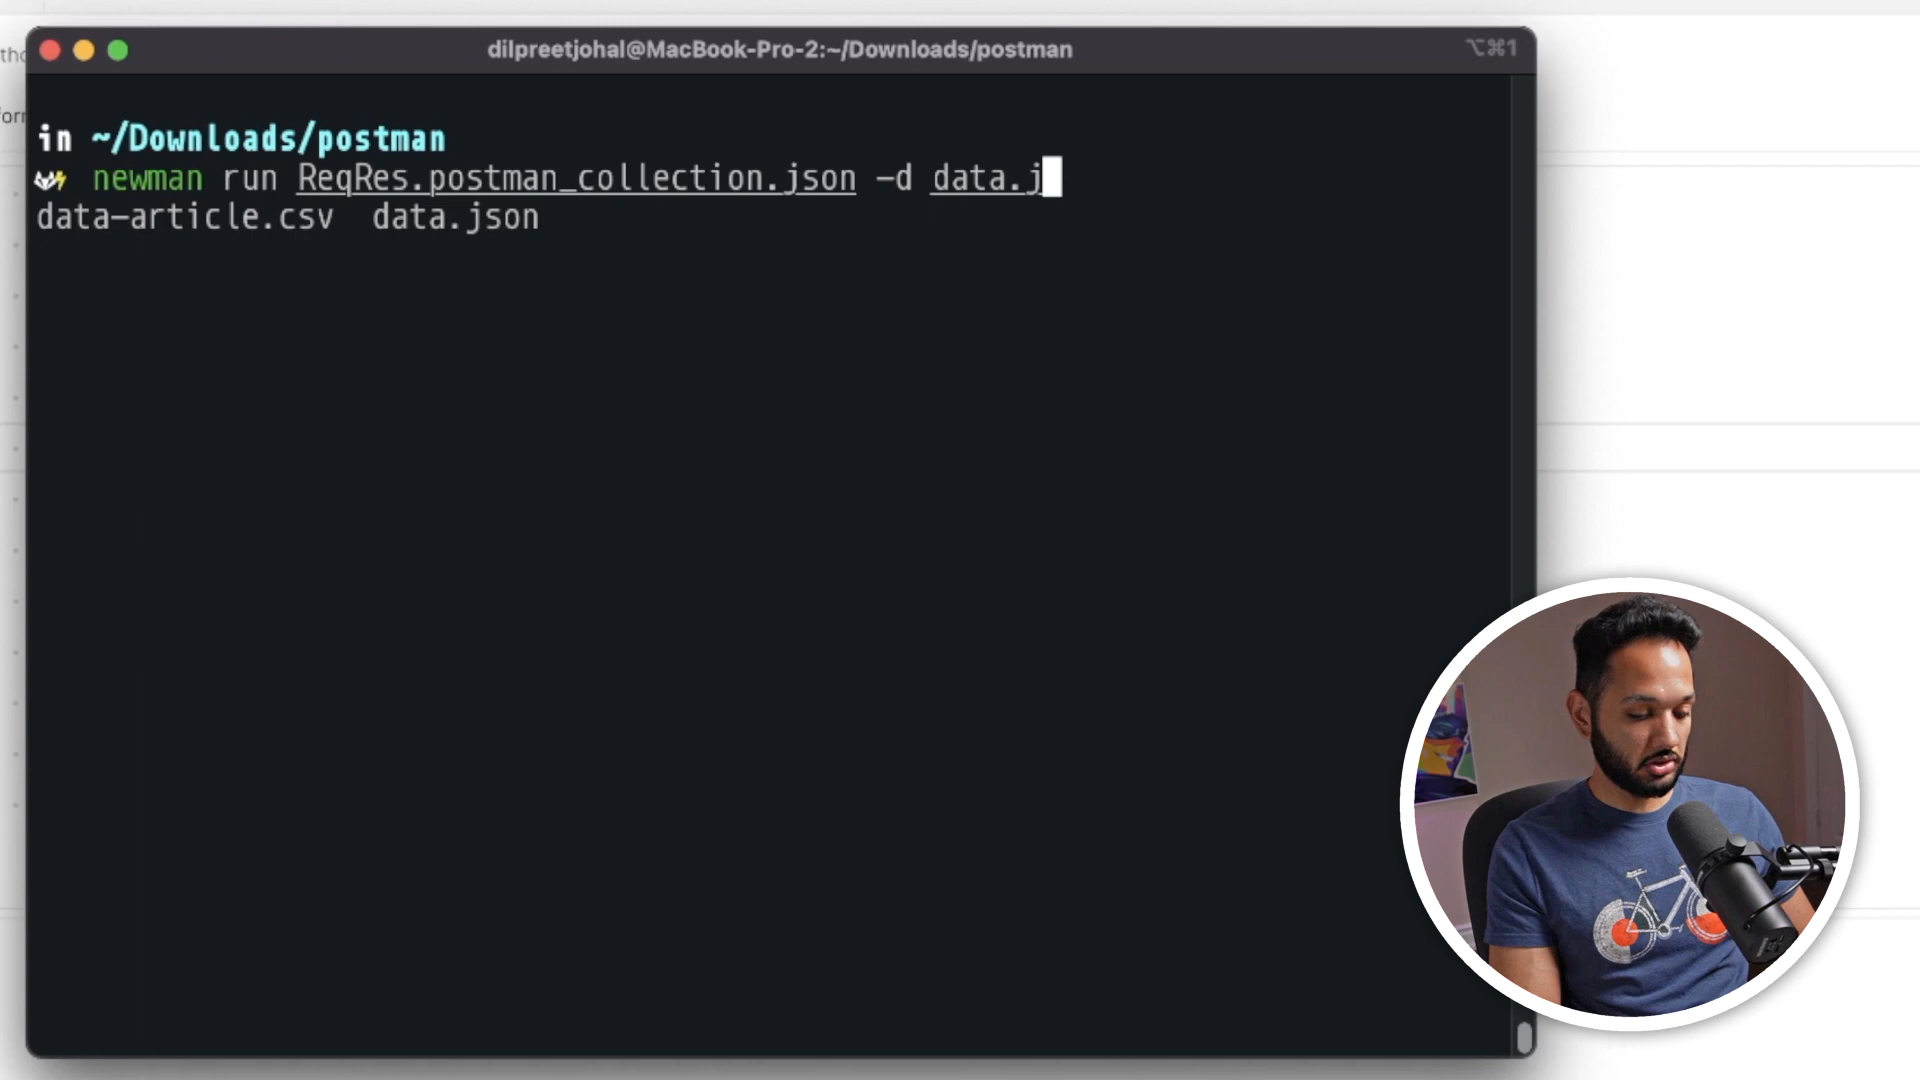 dilpreetjohal@MacBook-Pro-2:~/Downloads/postman
⌥⌘1
in ~/Downloads/postman
newman run ReqRes.postman_collection.json -d data.j
data-article.csv data.json